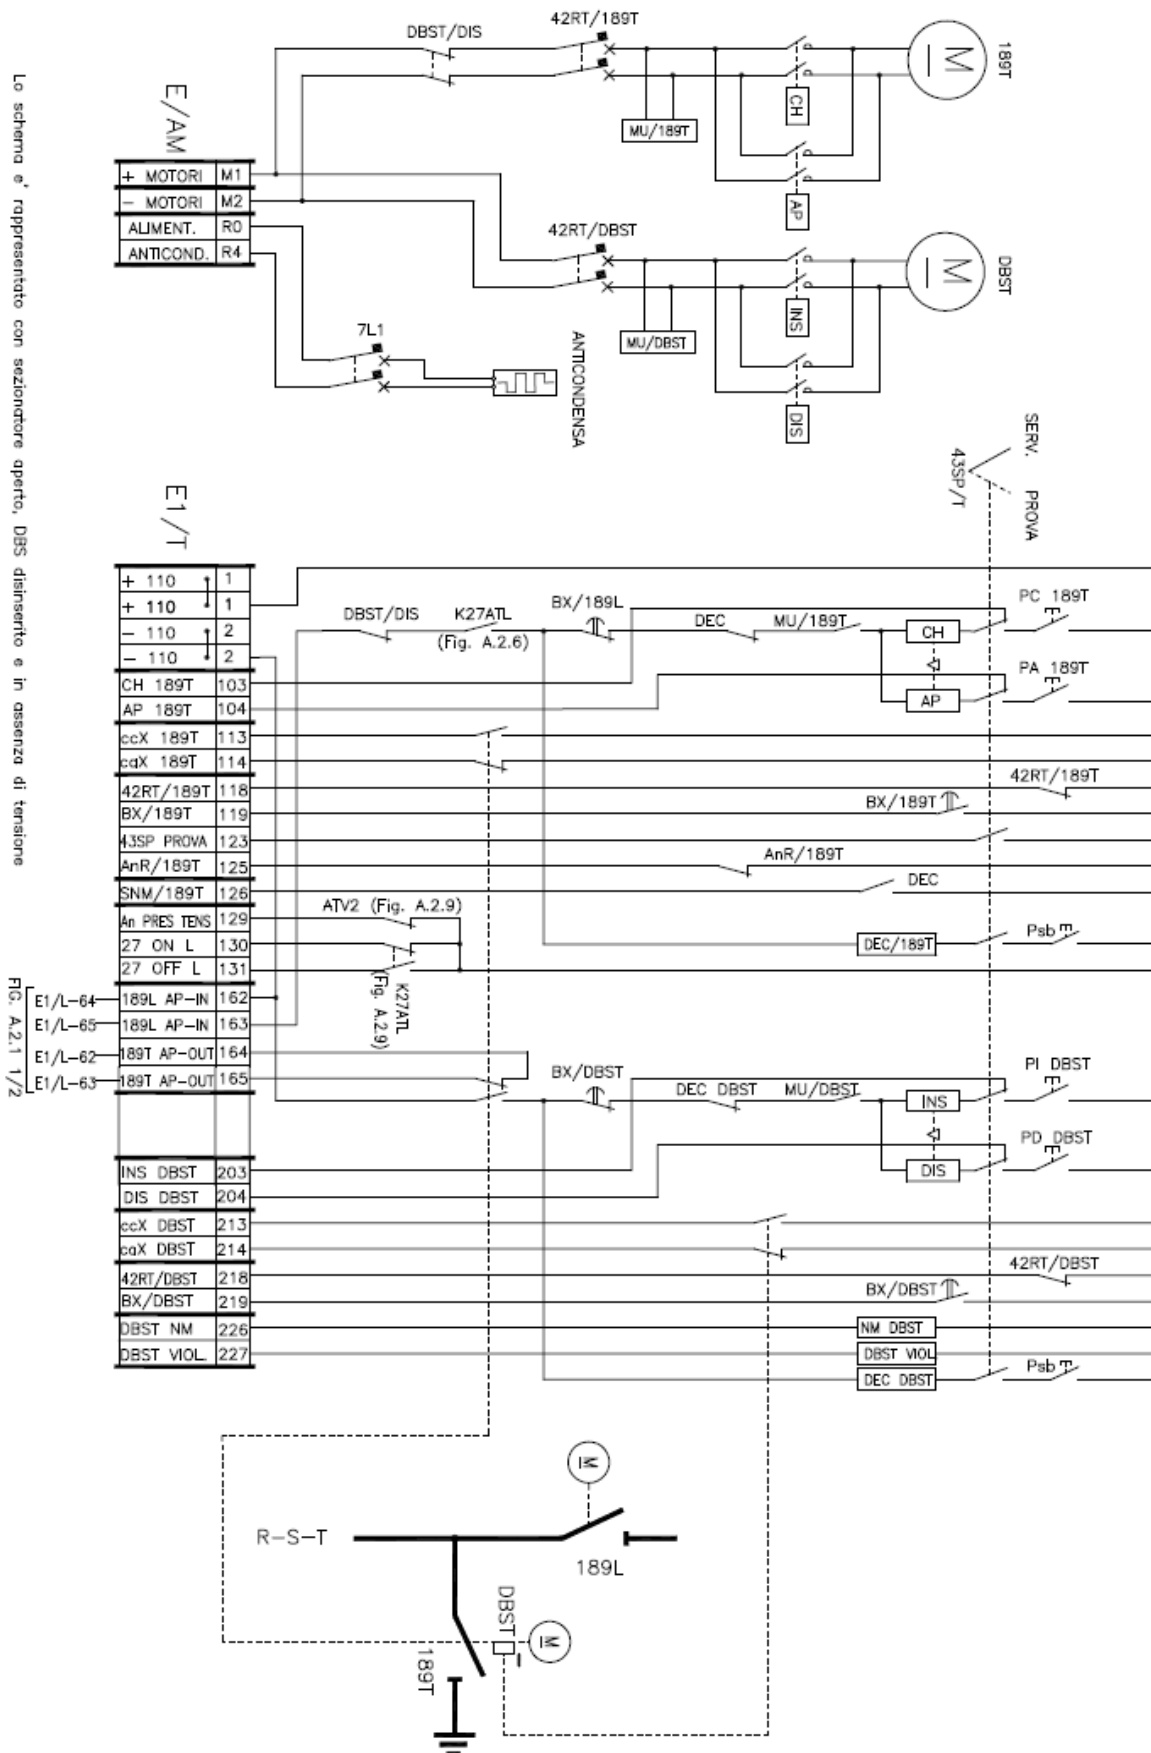 42RT/189T
DBST/DIS
189T
M
CH
MU/189T
AP
E/AM
+ MOTORI M1
- MOTORI M2
ALIMENT. R0
ANTICOND. R4
42RT/DBST
DBST
M
INS
MU/DBST
DIS
7L1
ANTICONDENSA
SERV. PROVA
43SP/T
Lo schema e' rappresentato con sezionatore aperto, DBS disinserito e in assenza di tensione
E1/T
+ 110 1
+ 110 1
- 110 2
- 110 2
CH 189T 103
AP 189T 104
ccX 189T 113
caX 189T 114
42RT/189T 118
BX/189T 119
43SP PROVA 123
AnR/189T 125
SNM/189T 126
An PRES TENS 129
27 ON L 130
27 OFF L 131
189L AP-IN 162
189L AP-IN 163
189T AP-OUT 164
189T AP-OUT 165
INS DBST 203
DIS DBST 204
ccX DBST 213
caX DBST 214
42RT/DBST 218
BX/DBST 219
DBST NM 226
DBST VIOL. 227
FIG. A.2.1 1/2
E1/L-64
E1/L-65
E1/L-62
E1/L-63
DBST/DIS
K27ATL
(Fig. A.2.6)
BX/189L
DEC
MU/189T
CH
PC 189T
AP
PA 189T
42RT/189T
BX/189T
AnR/189T
DEC
ATV2 (Fig. A.2.9)
K27ATL
(Fig. A.2.9)
DEC/189T
Psb
BX/DBST
DEC DBST
MU/DBST
INS
PI DBST
DIS
PD DBST
42RT/DBST
BX/DBST
NM DBST
DBST VIOL
DEC DBST
Psb
M
R-S-T
189L
DBST
M
189T